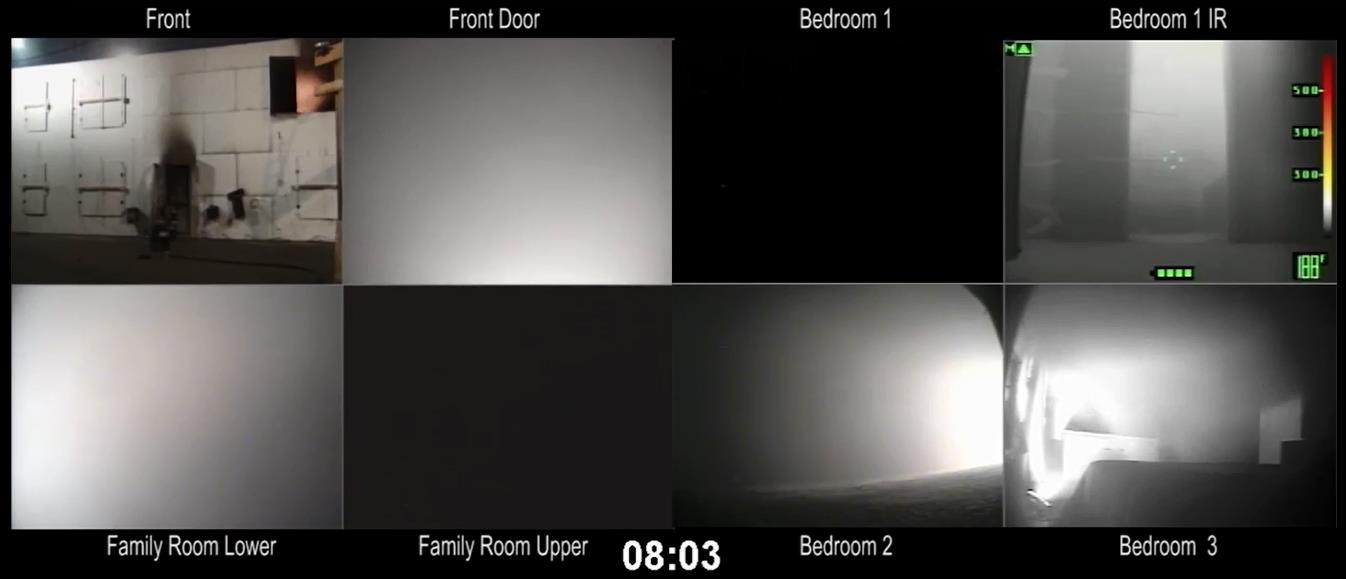 Front
Front Door
Bedroom 1
Bedroom 1 IR
M
500-
300-
188°F
Family Room Lower
Family Room Upper
08:03
Bedroom 2
Bedroom 3